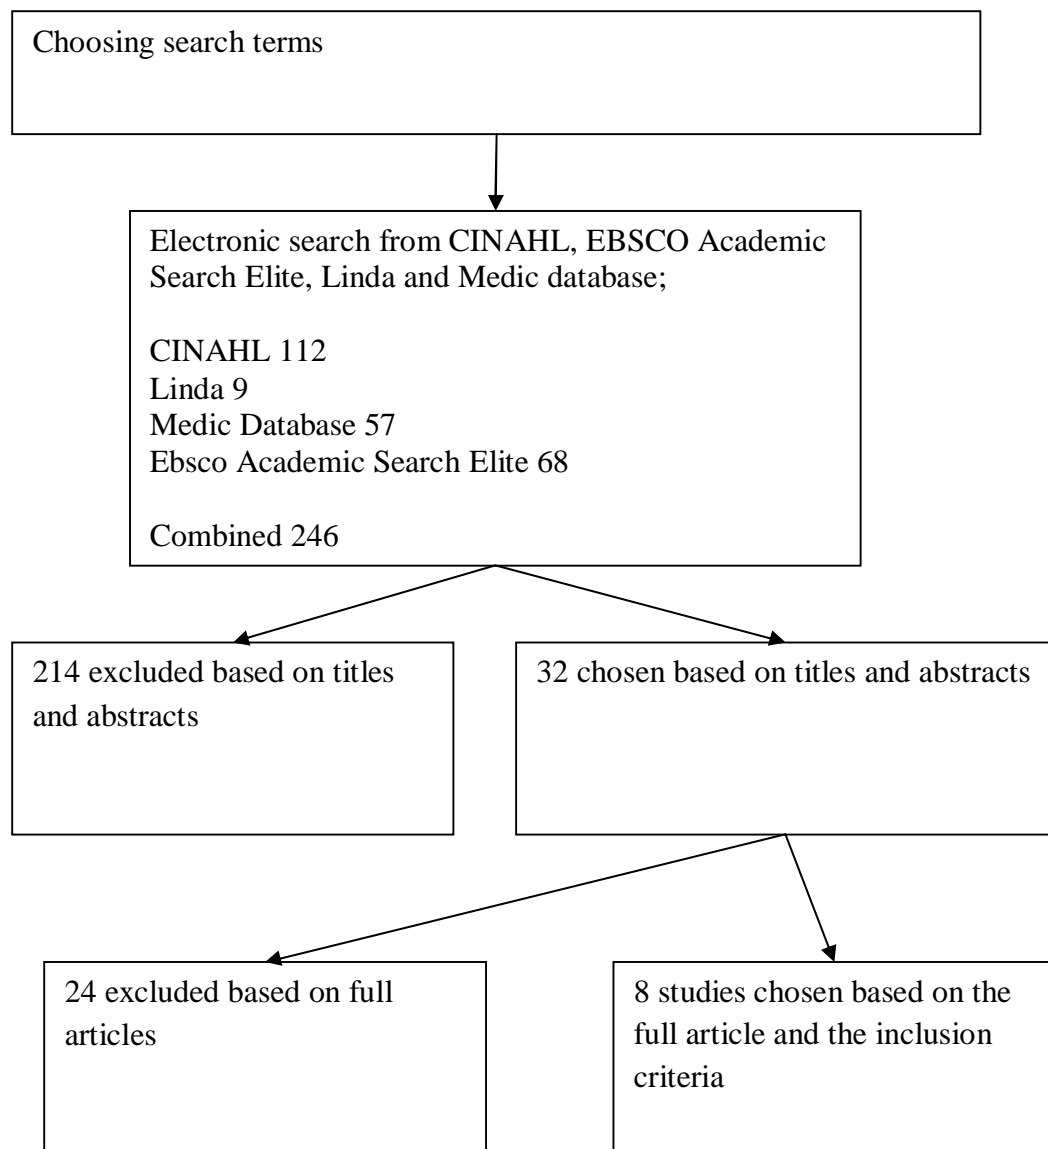 Choosing search terms
Electronic search from CINAHL, EBSCO Academic
Search Elite, Linda and Medic database;
CINAHL 112
Linda 9
Medic Database 57
Ebsco Academic Search Elite 68
Combined 246
214 excluded based on titles
and abstracts
32 chosen based on titles and abstracts
24 excluded based on full
articles
8 studies chosen based on the
full article and the inclusion
criteria